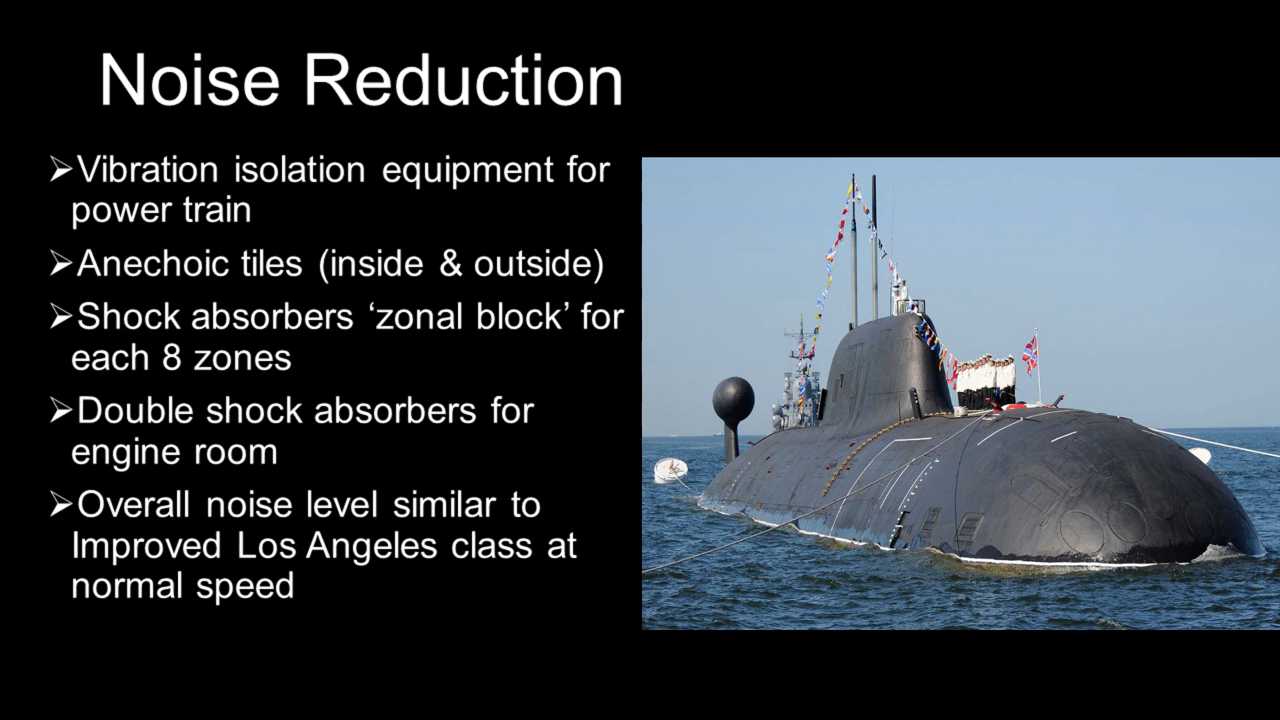 Noise Reduction
➢Vibration isolation equipment for
power train
➢Anechoic tiles (inside & outside)
➢Shock absorbers ‘zonal block’ for
each 8 zones
➢Double shock absorbers for
engine room
➢Overall noise level similar to
Improved Los Angeles class at
normal speed